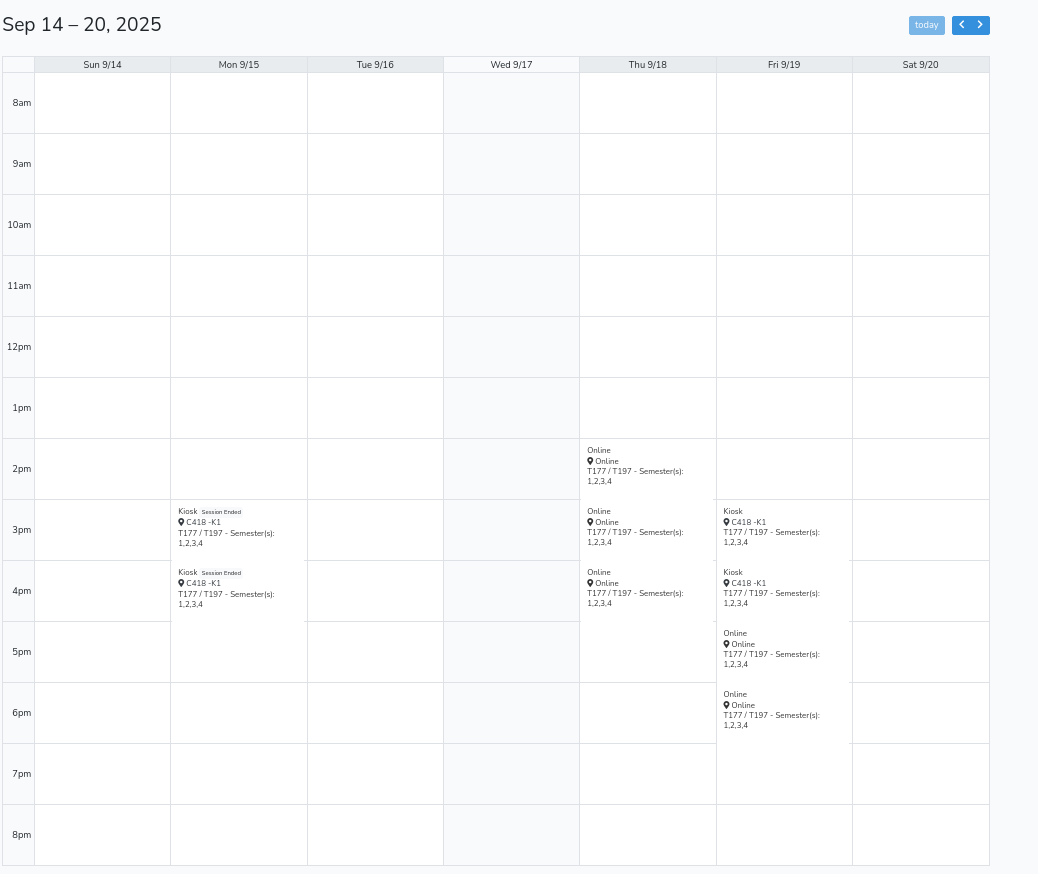 Sep 14 – 20, 2025
today
Sun 9/14
Mon 9/15
Tue 9/16
Wed 9/17
Thu 9/18
Fri 9/19
Sat 9/20
8am
9am
10am
11am
12pm
1pm
2pm
Online
Online
T177 / T197 - Semester(s):
1,2,3,4
3pm
Kiosk Session Ended
C418 -K1
T177 / T197 - Semester(s):
1,2,3,4
Online
Online
T177 / T197 - Semester(s):
1,2,3,4
Kiosk
C418 -K1
T177 / T197 - Semester(s):
1,2,3,4
4pm
Kiosk Session Ended
C418 -K1
T177 / T197 - Semester(s):
1,2,3,4
Online
Online
T177 / T197 - Semester(s):
1,2,3,4
Kiosk
C418 -K1
T177 / T197 - Semester(s):
1,2,3,4
5pm
Online
Online
T177 / T197 - Semester(s):
1,2,3,4
6pm
Online
Online
T177 / T197 - Semester(s):
1,2,3,4
7pm
8pm